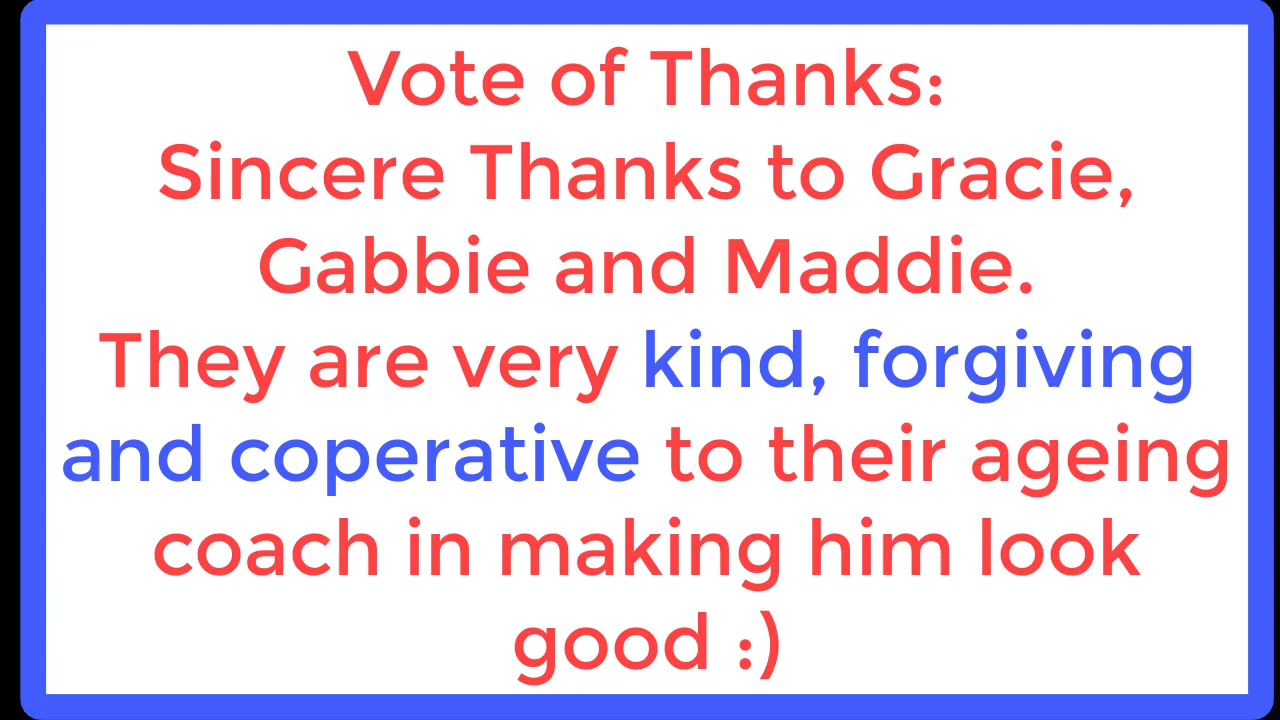 Vote of Thanks:
Sincere Thanks to Gracie,
Gabbie and Maddie.
They are very kind, forgiving
and coperative to their ageing
coach in making him look
good :)